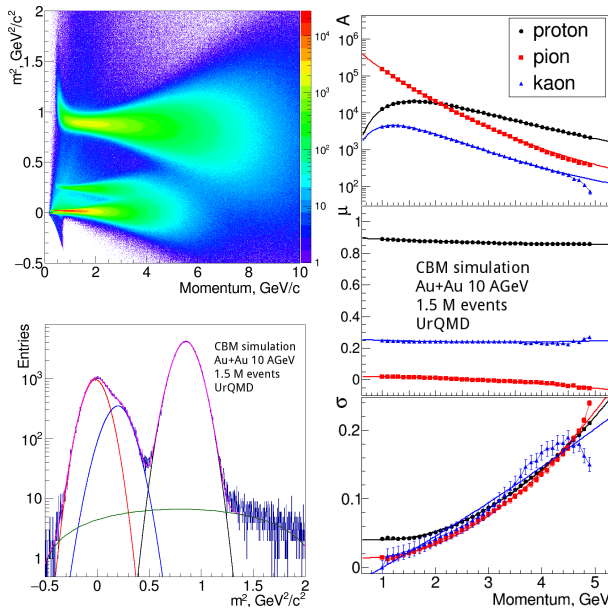 m², GeV²/c²
2
1.5
1
0.5
0
-0.5
0 2 4 6 8 10
Momentum, GeV/c
10⁴
10³
10²
10
1
Entries
10³
10²
10
1
CBM simulation
Au+Au 10 AGeV
1.5 M events
UrQMD
-0.5 0 0.5 1 1.5 2
m², GeV²/c²
A
10⁶
10⁵
10⁴
10³
10²
proton
pion
kaon
μ
1
0.8
0.6
0.4
0.2
0
CBM simulation
Au+Au 10 AGeV
1.5 M events
UrQMD
σ
0.2
0.1
0
1 2 3 4 5
Momentum, GeV/c